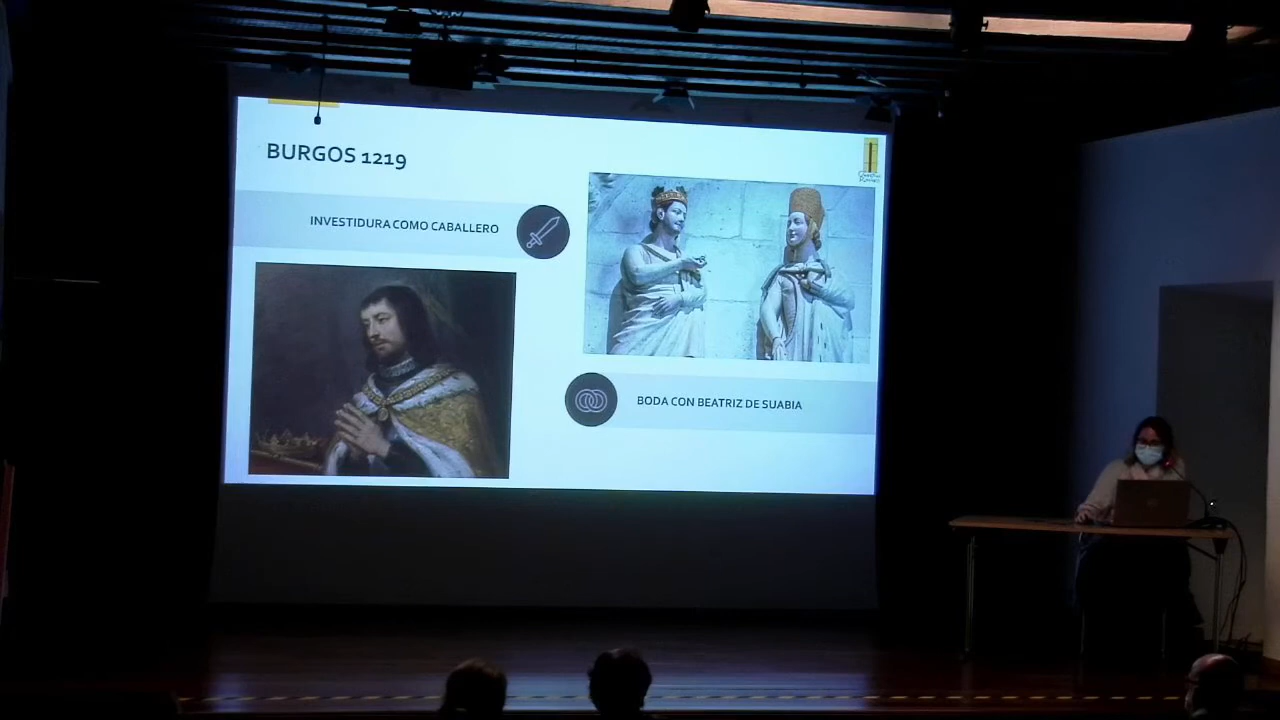 BURGOS 1219
INVESTIDURA COMO CABALLERO
BODA CON BEATRIZ DE SUABIA